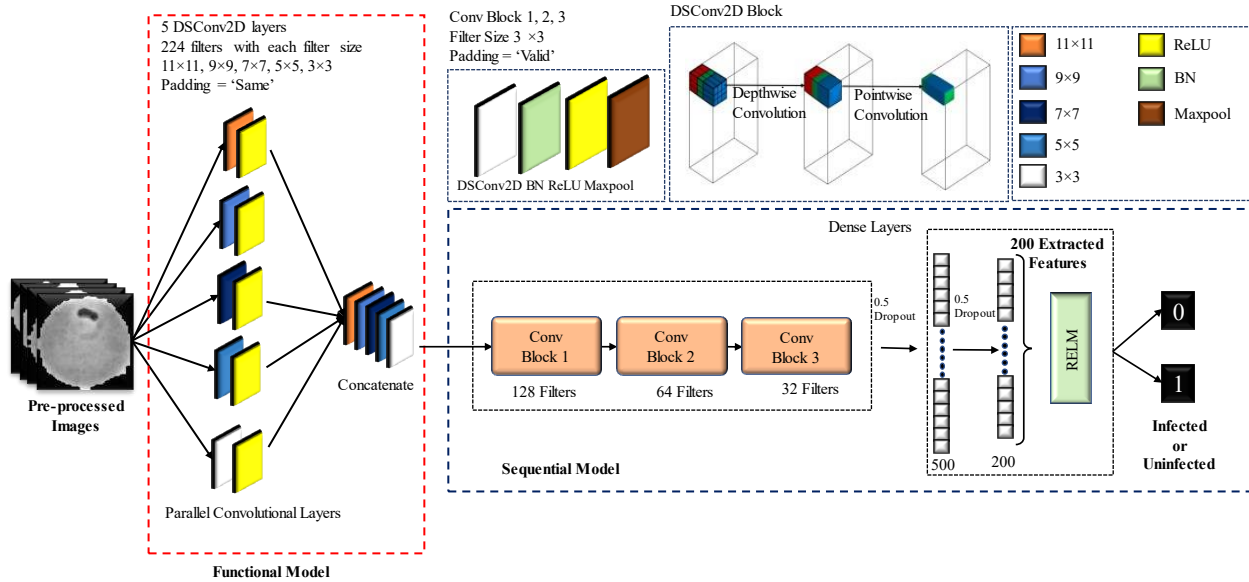 5 DSConv2D layers
224 filters with each filter size
11×11, 9×9, 7×7, 5×5, 3×3
Padding = ‘Same’
Conv Block 1, 2, 3
Filter Size 3 ×3
Padding = ‘Valid’
DSConv2D BN ReLU Maxpool
DSConv2D Block
Depthwise
Convolution
Pointwise
Convolution
11×11
9×9
7×7
5×5
3×3
ReLU
BN
Maxpool
Pre-processed
Images
Concatenate
Parallel Convolutional Layers
Functional Model
Dense Layers
Conv
Block 1
Conv
Block 2
Conv
Block 3
128 Filters
64 Filters
32 Filters
0.5
Dropout
0.5
Dropout
200 Extracted
Features
500
200
RELM
Sequential Model
0
1
Infected
or
Uninfected